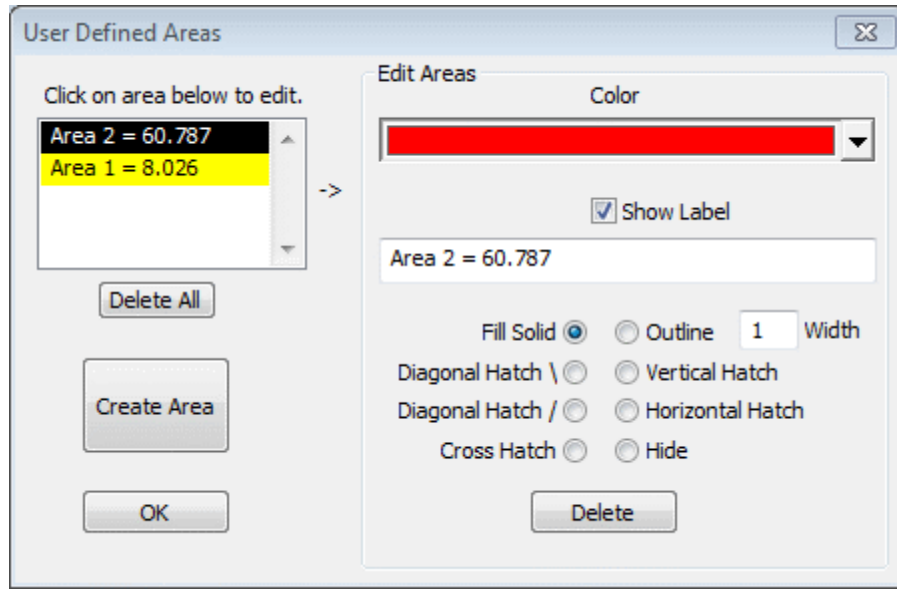 User Defined Areas
Click on area below to edit.
Area 2 = 60.787
Area 1 = 8.026
->
Delete All
Create Area
OK
Edit Areas
Color
Show Label
Area 2 = 60.787
Fill Solid Outline 1 Width
Diagonal Hatch \ Vertical Hatch
Diagonal Hatch / Horizontal Hatch
Cross Hatch Hide
Delete